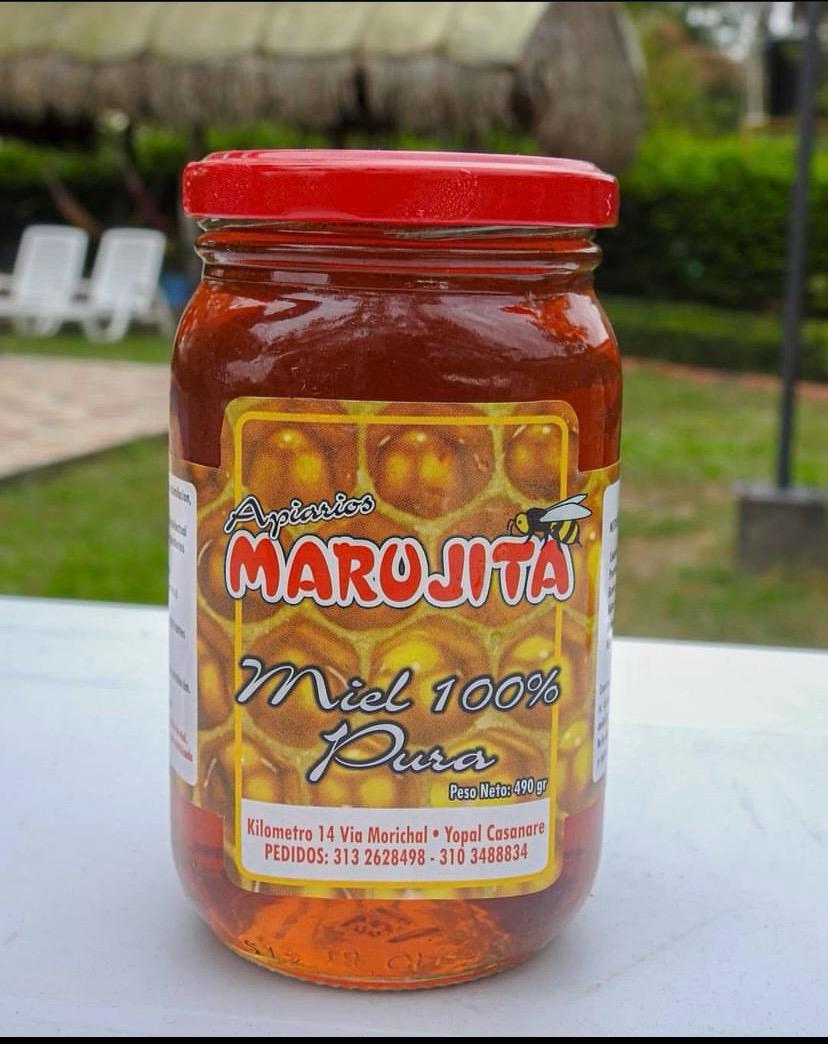 Apiarios
MARUJITA
Miel 100%
Pura
Peso Neto: 490 gr
Kilometro 14 Via Morichal • Yopal Casanare
PEDIDOS: 313 2628498 - 310 3488834